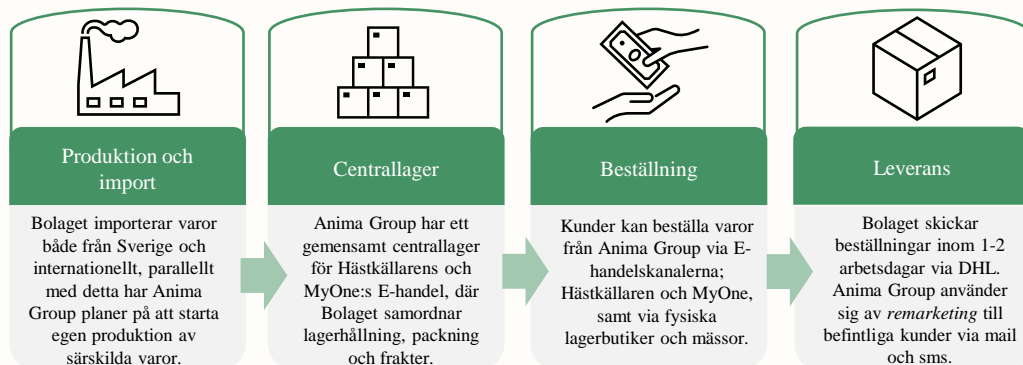 Produktion och
import
Bolaget importerar varor
både från Sverige och
internationellt, parallellt
med detta har Anima
Group planer på att starta
egen produktion av
särskilda varor.
Centrallager
Anima Group har ett
gemensamt centrallager
för Hästkällarens och
MyOne:s E-handel, där
Bolaget samordnar
lagerhållning, packning
och frakter.
Beställning
Kunder kan beställa varor
från Anima Group via E-
handelskanalerna;
Hästkällaren och MyOne,
samt via fysiska
lagerbutiker och mässor.
Leverans
Bolaget skickar
beställningar inom 1-2
arbetsdagar via DHL.
Anima Group använder
sig av remarketing till
befintliga kunder via mail
och sms.